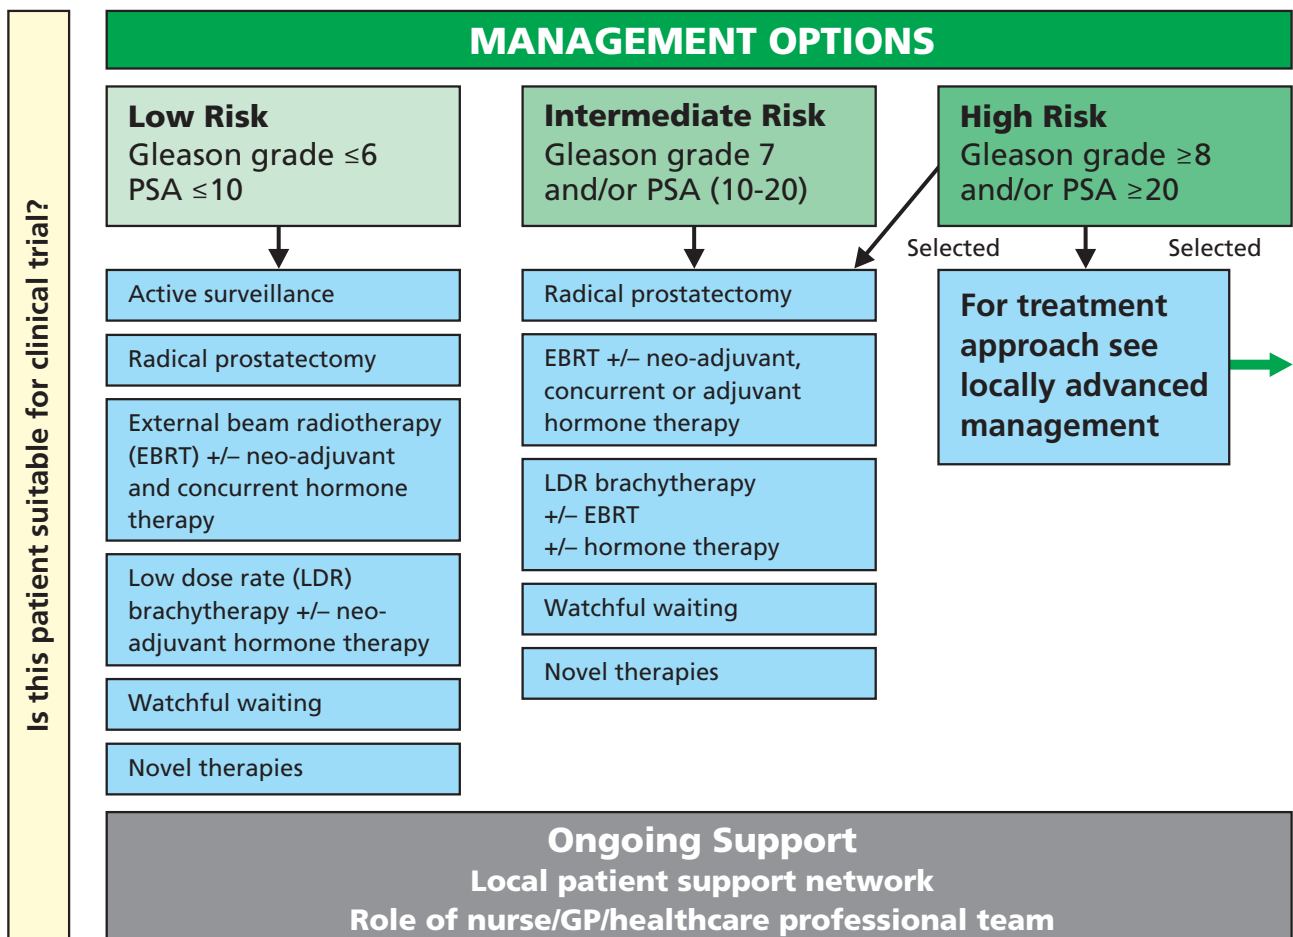 Is this patient suitable for clinical trial?
MANAGEMENT OPTIONS
Low Risk
Gleason grade ≤6
PSA ≤10
Active surveillance
Radical prostatectomy
External beam radiotherapy
(EBRT) +/– neo-adjuvant
and concurrent hormone
therapy
Low dose rate (LDR)
brachytherapy +/– neo-
adjuvant hormone therapy
Watchful waiting
Novel therapies
Intermediate Risk
Gleason grade 7
and/or PSA (10-20)
Radical prostatectomy
EBRT +/– neo-adjuvant,
concurrent or adjuvant
hormone therapy
LDR brachytherapy
+/– EBRT
+/– hormone therapy
Watchful waiting
Novel therapies
High Risk
Gleason grade ≥8
and/or PSA ≥20
Selected
Selected
For treatment
approach see
locally advanced
management
Ongoing Support
Local patient support network
Role of nurse/GP/healthcare professional team